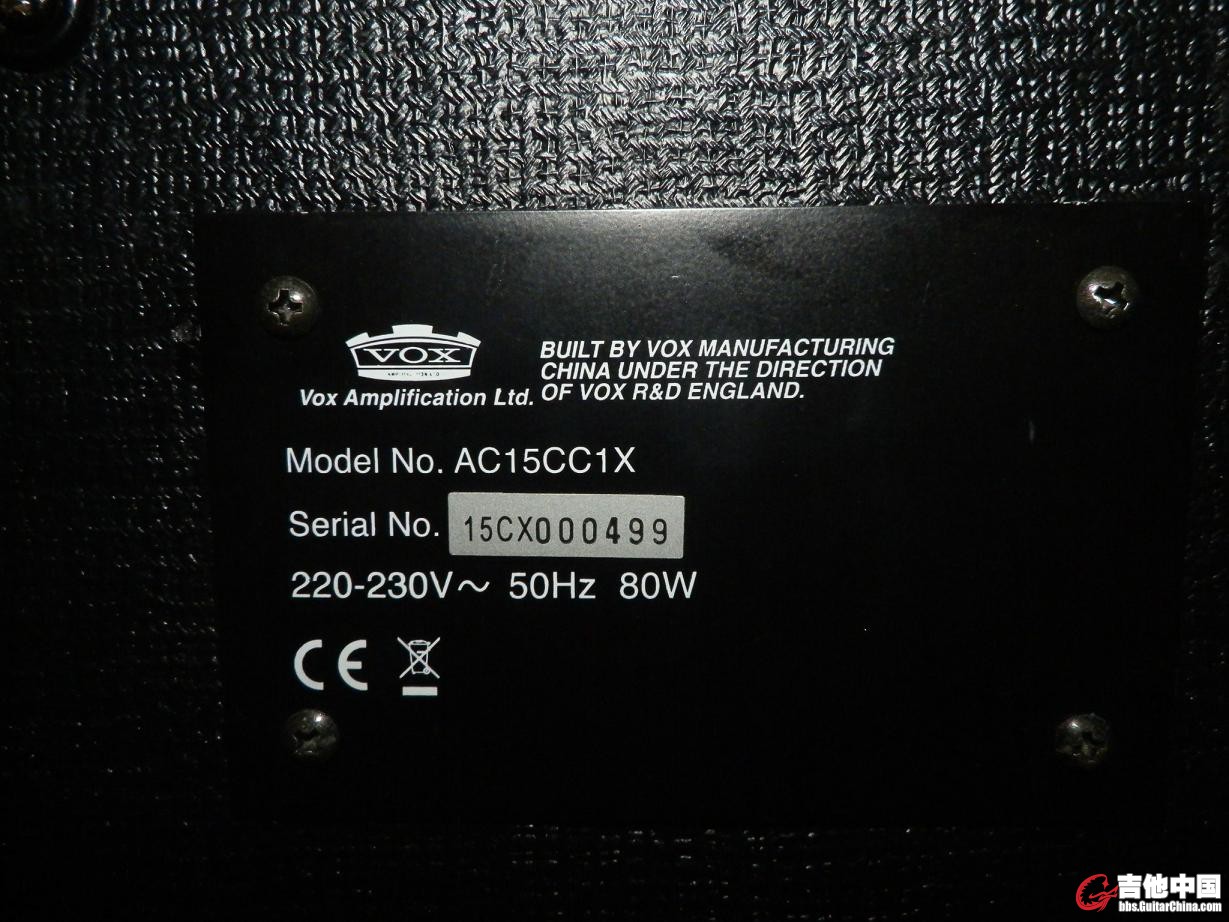 VOX
Vox Amplification Ltd.
BUILT BY VOX MANUFACTURING
CHINA UNDER THE DIRECTION
OF VOX R&D ENGLAND.
Model No. AC15CC1X
Serial No. 15CX000499
220-230V～ 50Hz 80W
CE
吉他中国
bbs.GuitarChina.com